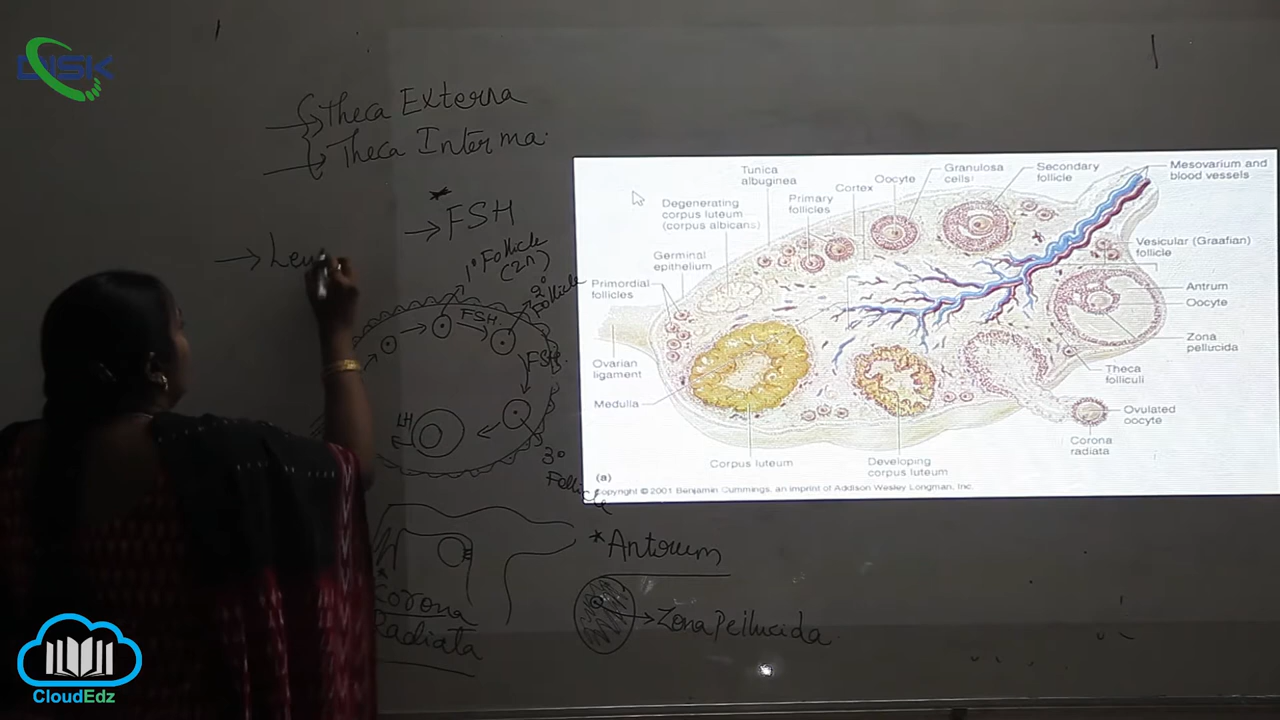 DISK
Theca Externa
Theca Interma.
*
→ FSH
→ Leu
1° Follicle
(2n)
2°
Follicle
FSH.
FSH.
LH
3°
Follicle
*
Corona
Radiata
* Antrum
Zona Pellucida
Tunica
albuginea
Degenerating
corpus luteum
(corpus albicans)
Primary
follicles
Cortex
Oocyte
Granulosa
cells
Secondary
follicle
Mesovarium and
blood vessels
Germinal
epithelium
Primordial
follicles
Vesicular (Graafian)
follicle
Antrum
Oocyte
Zona
pellucida
Theca
folliculi
Ovulated
oocyte
Corona
radiata
Ovarian
ligament
Medulla
Corpus luteum
Developing
corpus luteum
(a)
Copyright © 2001 Benjamin Cummings, an imprint of Addison Wesley Longman, Inc.
CloudEdz